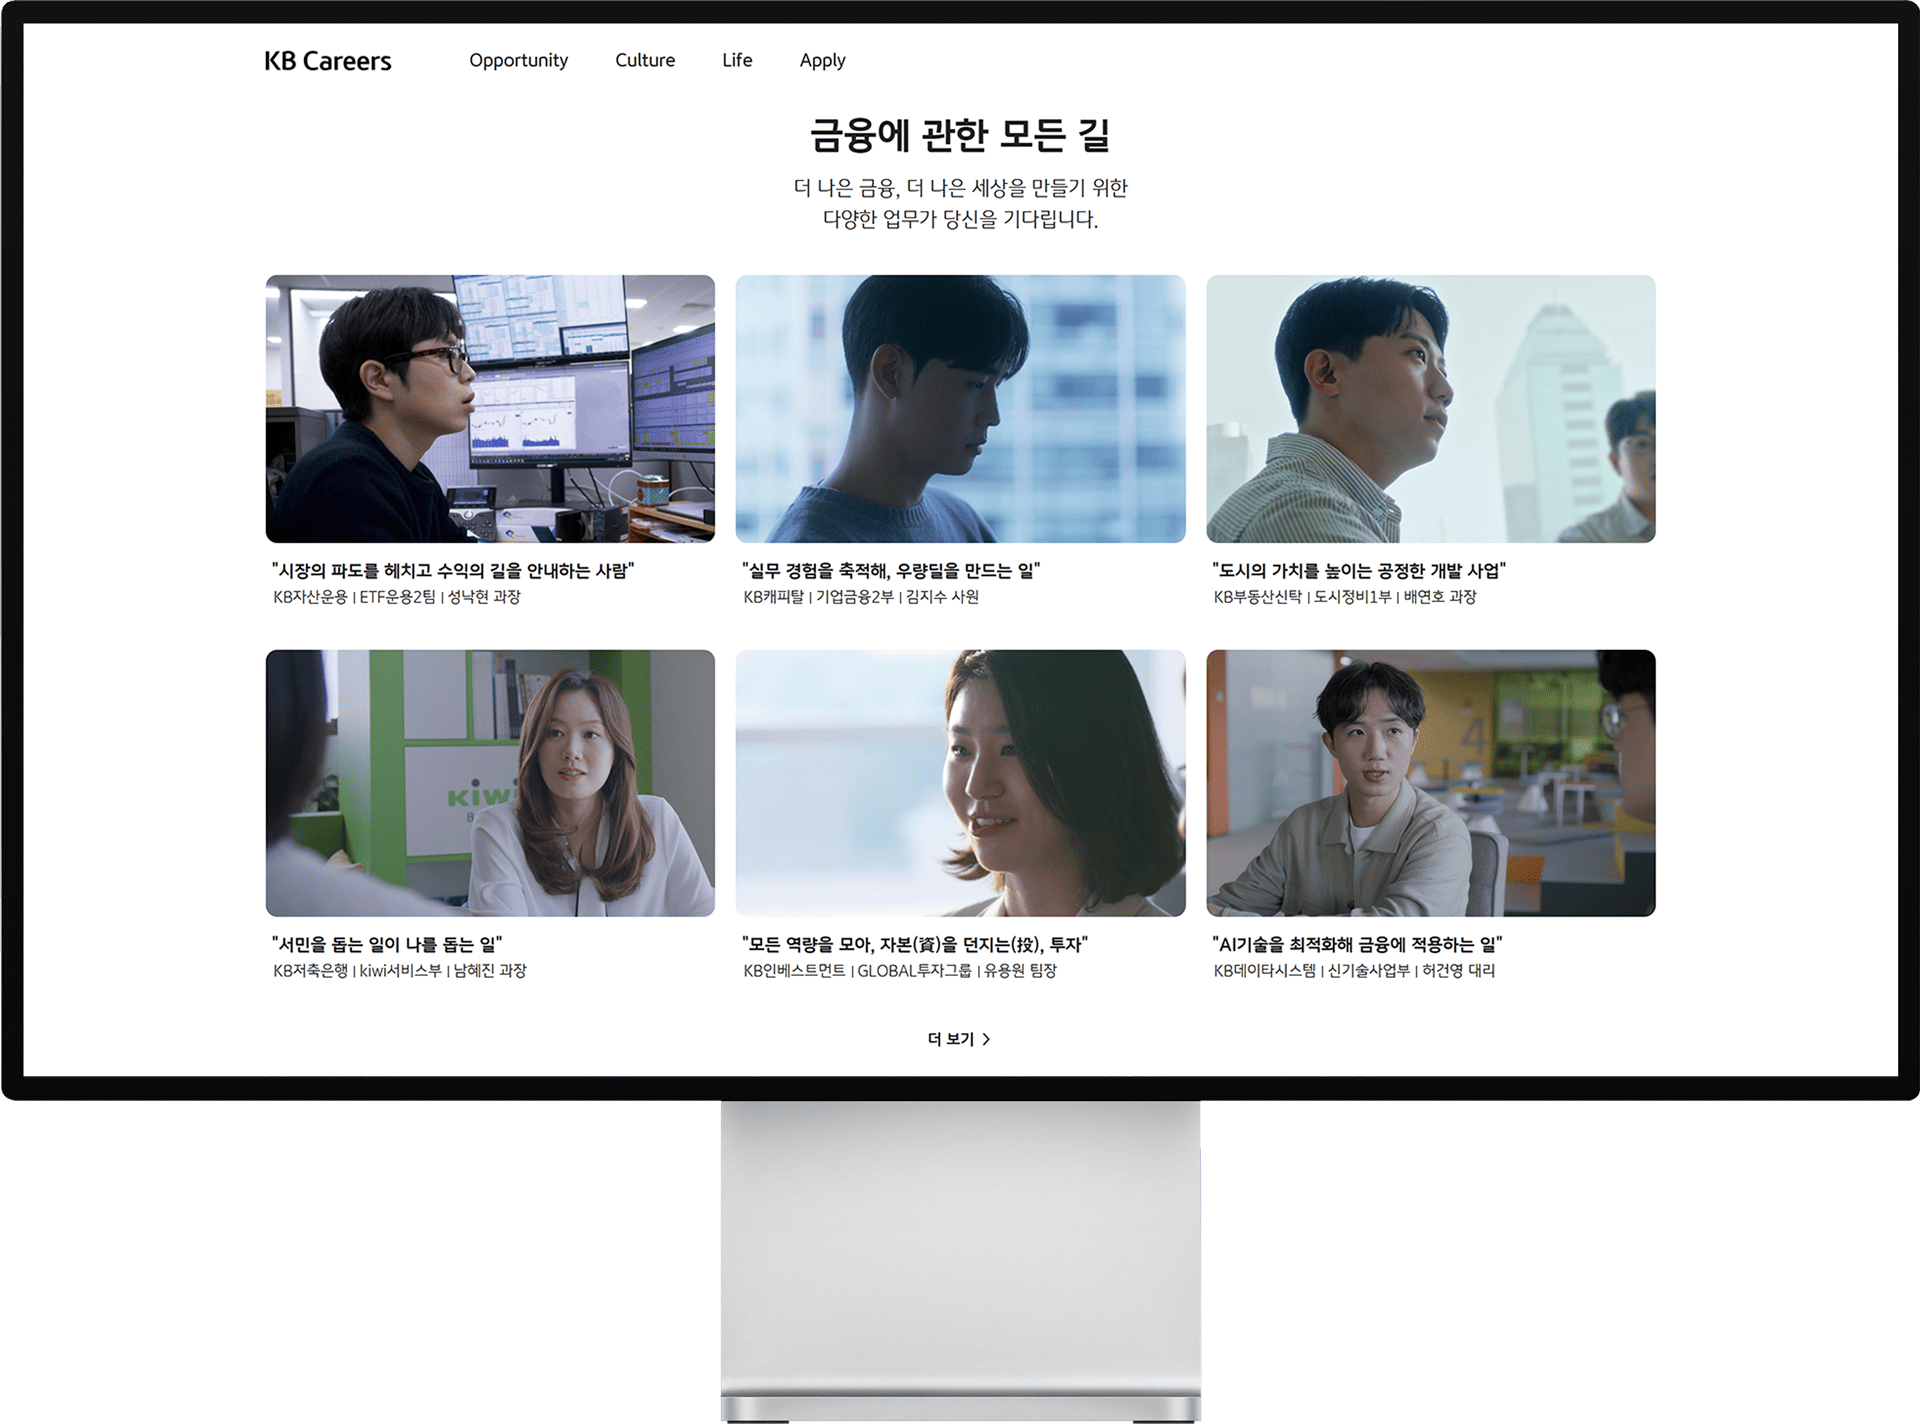 KB Careers Opportunity Culture Life Apply
금융에 관한 모든 길
더 나은 금융, 더 나은 세상을 만들기 위한
다양한 업무가 당신을 기다립니다.
"시장의 파도를 헤치고 수익의 길을 안내하는 사람"
KB자산운용 | ETF운용2팀 | 성낙현 과장
"실무 경험을 축적해, 우량딜을 만드는 일"
KB캐피탈 | 기업금융2부 | 김지수 사원
"도시의 가치를 높이는 공정한 개발 사업"
KB부동산신탁 | 도시정비1부 | 배연호 과장
4
"서민을 돕는 일이 나를 돕는 일"
KB저축은행 | kiwi서비스부 | 남혜진 과장
"모든 역량을 모아, 자본(資)을 던지는(投), 투자"
KB인베스트먼트 | GLOBAL투자그룹 | 유용원 팀장
"AI기술을 최적화해 금융에 적용하는 일"
KB데이타시스템 | 신기술사업부 | 허건영 대리
더 보기 >